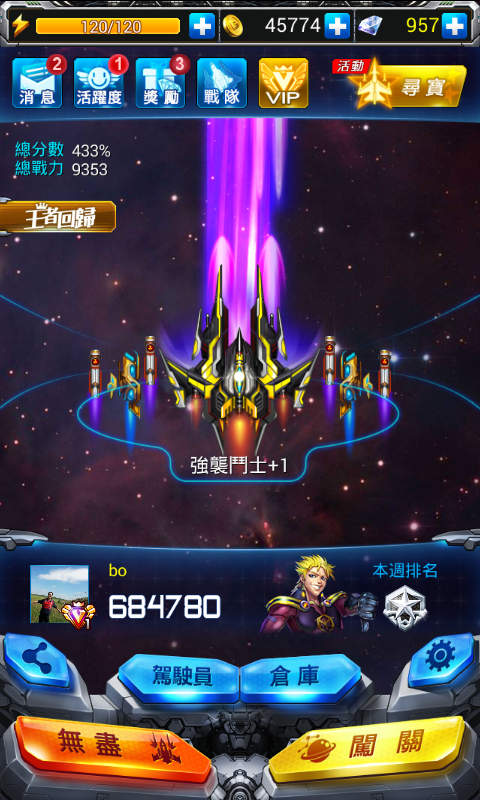 120/120
45774
957
2
1
3
消息
活躍度
獎勵
戰隊
VIP
活動
尋寶
總分數 433%
總戰力 9353
王者回歸
強襲鬥士+1
bo
684780
本週排名
駕駛員
倉庫
無盡
闖關